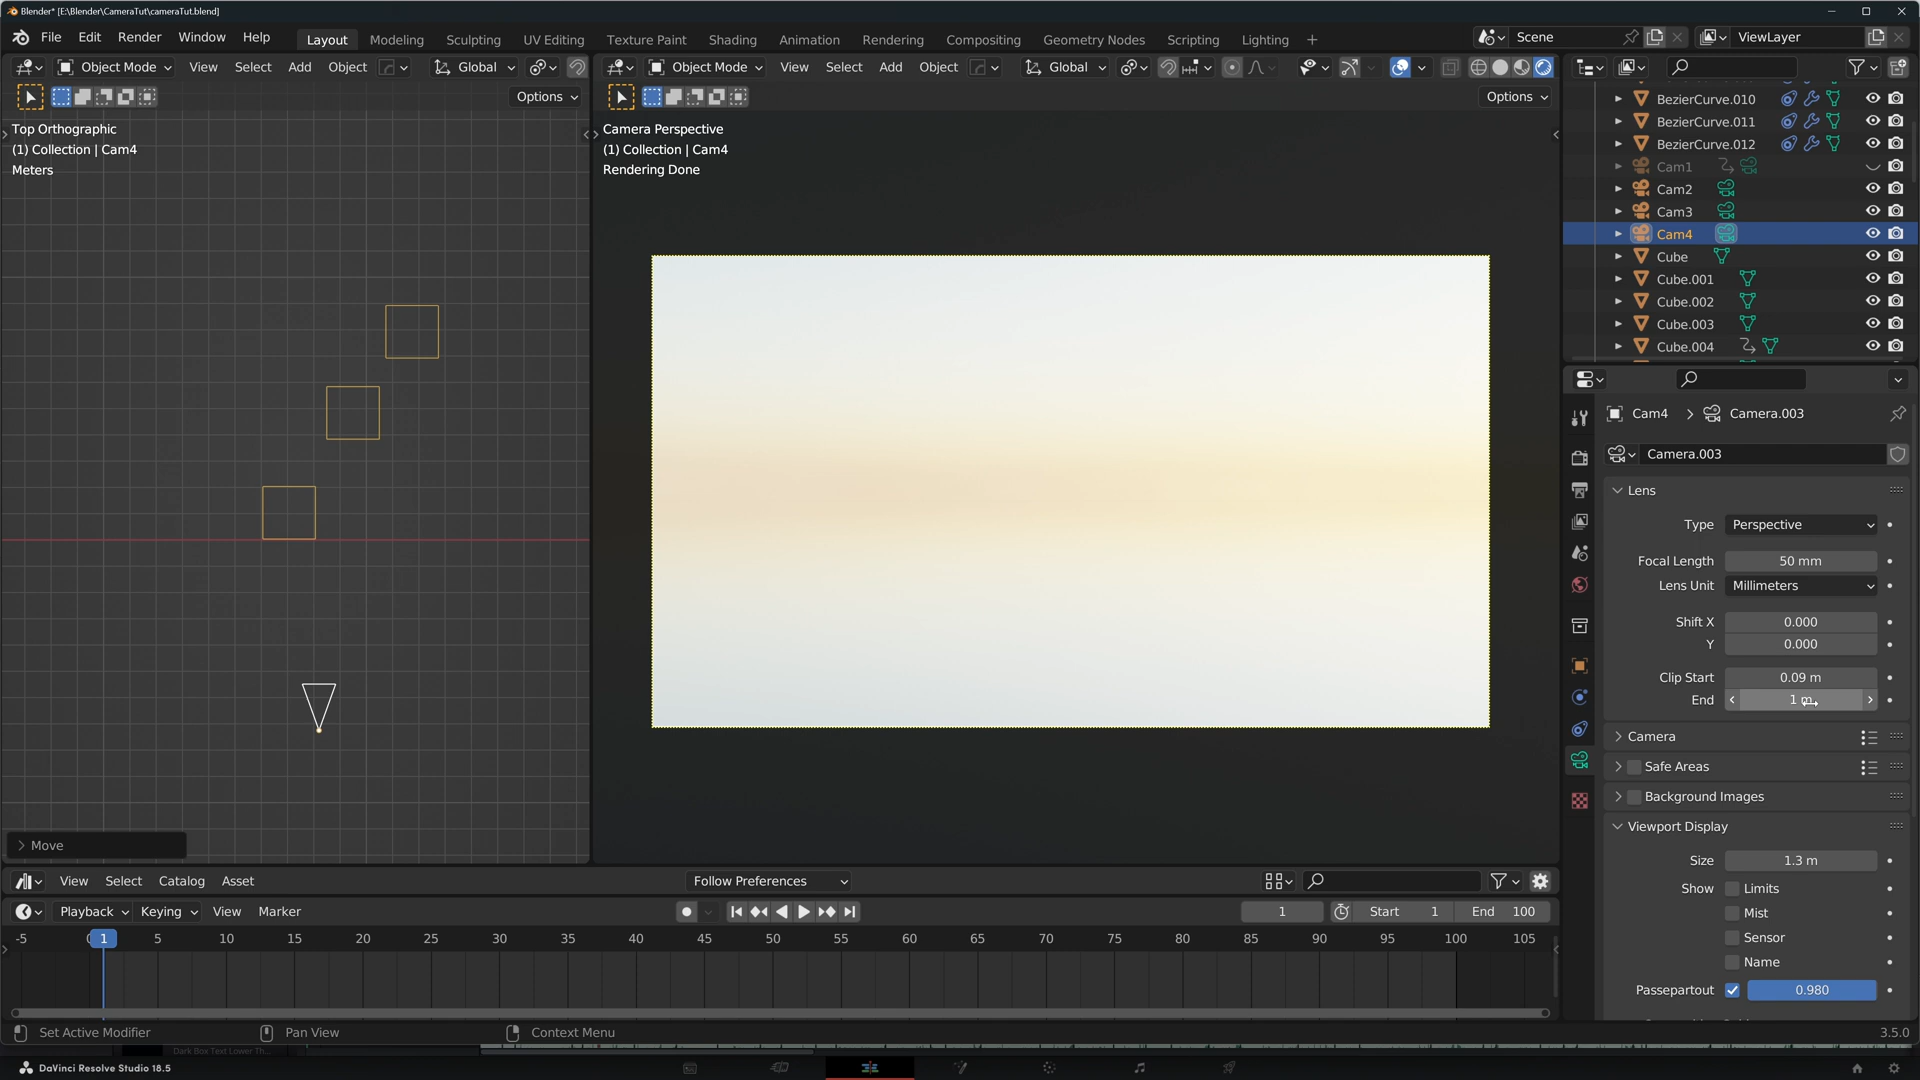 Blender* [E:\Blender\CameraTut\cameraTut.blend]
File Edit Render Window Help Layout Modeling Sculpting UV Editing Texture Paint Shading Animation Rendering Compositing Geometry Nodes Scripting Lighting + Scene ViewLayer
Object Mode View Select Add Object Global
Object Mode View Select Add Object Global
Options
Options
Top Orthographic
(1) Collection | Cam4
Meters
Camera Perspective
(1) Collection | Cam4
Rendering Done
BezierCurve.010
BezierCurve.011
BezierCurve.012
Cam1
Cam2
Cam3
Cam4
Cube
Cube.001
Cube.002
Cube.003
Cube.004
Cam4 > Camera.003
Camera.003
Lens
Type Perspective
Focal Length 50 mm
Lens Unit Millimeters
Shift X 0.000
Y 0.000
Clip Start 0.09 m
End 1 m
Camera
Safe Areas
Background Images
Viewport Display
Size 1.3 m
Show Limits
Mist
Sensor
Name
Passepartout 0.980
Move
View Select Catalog Asset Follow Preferences
Playback Keying View Marker 1 Start 1 End 100
-5 1 5 10 15 20 25 30 35 40 45 50 55 60 65 70 75 80 85 90 95 100 105
Set Active Modifier Pan View Context Menu 3.5.0
Dark Box Text Lower Th...
DaVinci Resolve Studio 18.5